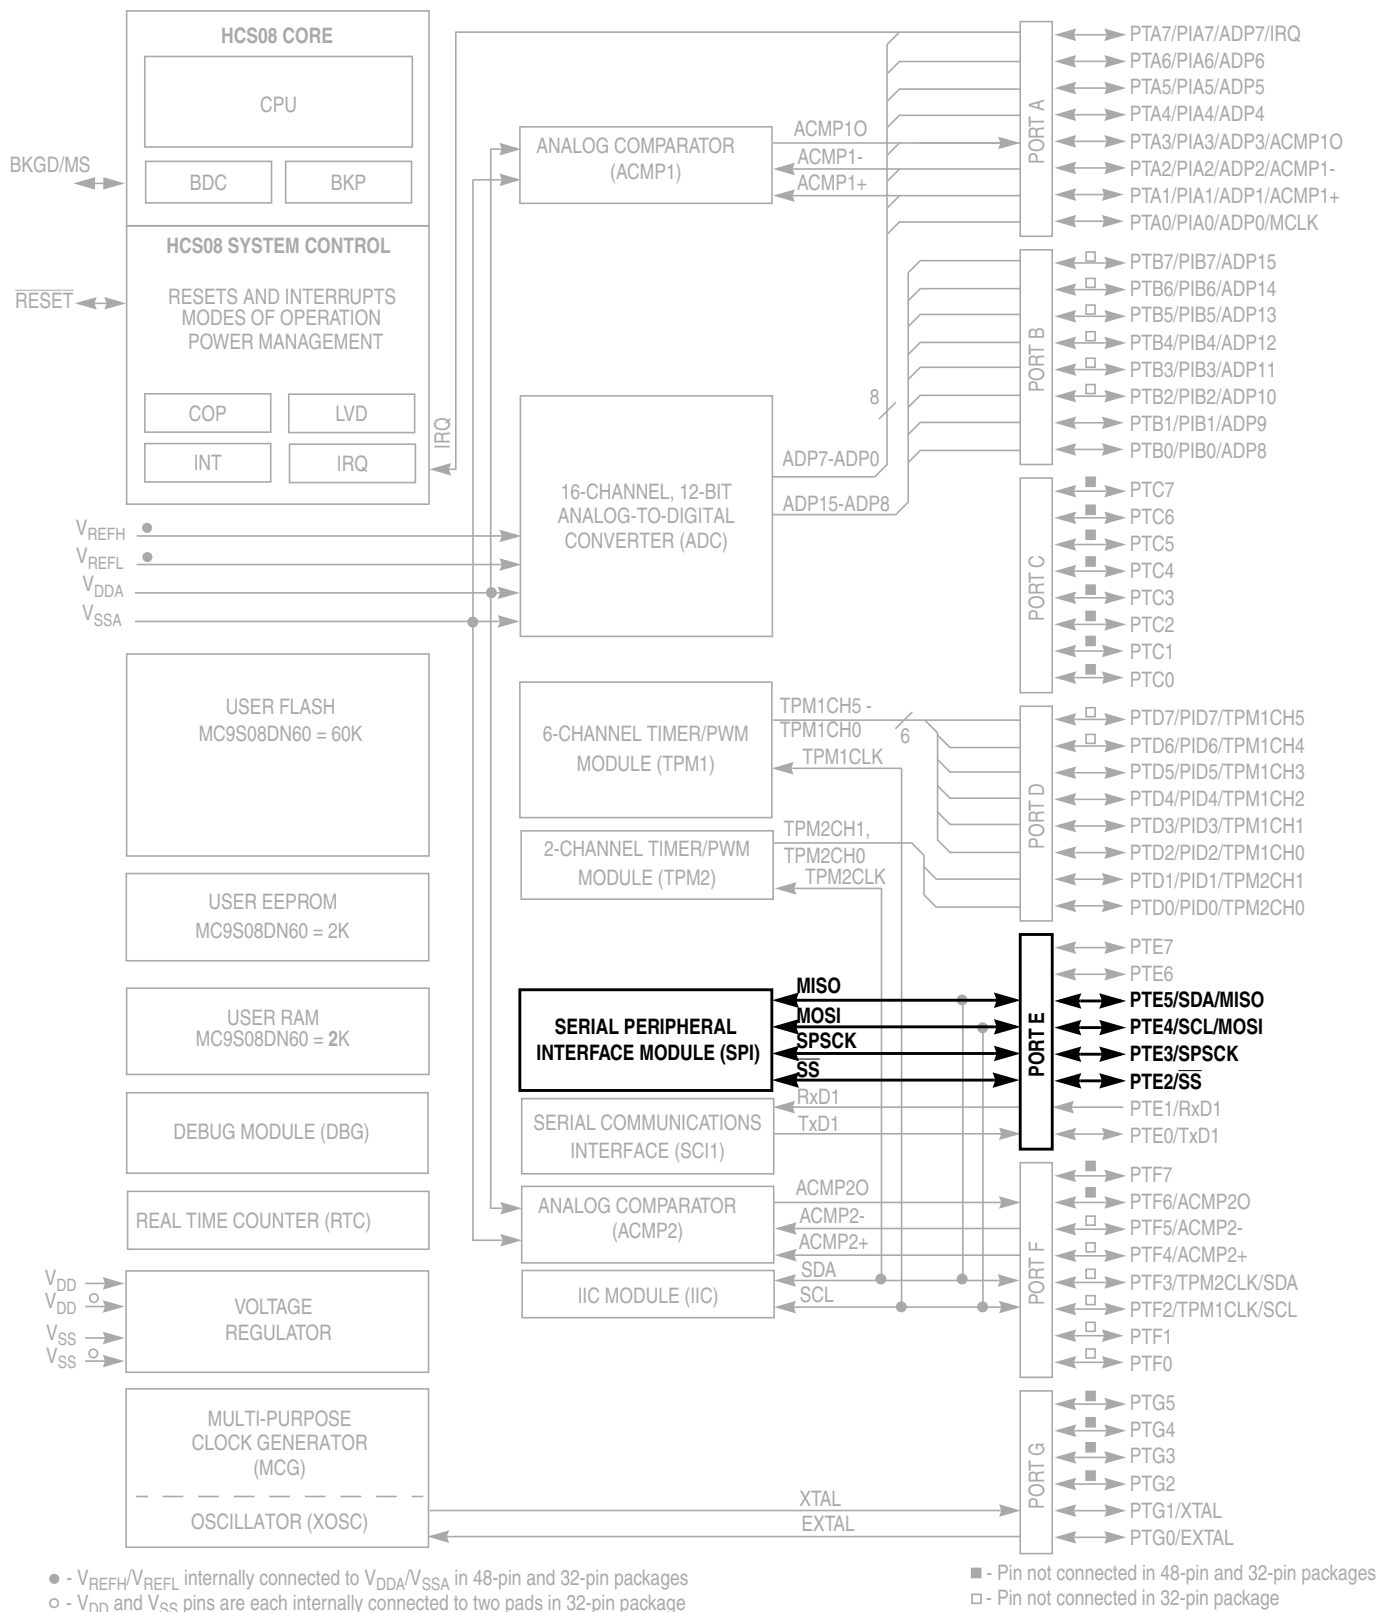 HCS08 CORE
CPU
BDC
BKP
BKGD/MS
HCS08 SYSTEM CONTROL
RESET
RESETS AND INTERRUPTS
MODES OF OPERATION
POWER MANAGEMENT
COP
LVD
INT
IRQ
IRQ
V_REFH
V_REFL
V_DDA
V_SSA
USER FLASH
MC9S08DN60 = 60K
USER EEPROM
MC9S08DN60 = 2K
USER RAM
MC9S08DN60 = 2K
DEBUG MODULE (DBG)
REAL TIME COUNTER (RTC)
V_DD
V_DD
V_SS
V_SS
VOLTAGE
REGULATOR
MULTI-PURPOSE
CLOCK GENERATOR
(MCG)
OSCILLATOR (XOSC)
ANALOG COMPARATOR
(ACMP1)
ACMP1O
ACMP1-
ACMP1+
16-CHANNEL, 12-BIT
ANALOG-TO-DIGITAL
CONVERTER (ADC)
8
ADP7-ADP0
ADP15-ADP8
6-CHANNEL TIMER/PWM
MODULE (TPM1)
TPM1CH5 -
TPM1CH0
6
TPM1CLK
2-CHANNEL TIMER/PWM
MODULE (TPM2)
TPM2CH1,
TPM2CH0
TPM2CLK
SERIAL PERIPHERAL
INTERFACE MODULE (SPI)
MISO
MOSI
SPSCK
SS
SERIAL COMMUNICATIONS
INTERFACE (SCI1)
RxD1
TxD1
ANALOG COMPARATOR
(ACMP2)
ACMP2O
ACMP2-
ACMP2+
IIC MODULE (IIC)
SDA
SCL
XTAL
EXTAL
PORT A
PTA7/PIA7/ADP7/IRQ
PTA6/PIA6/ADP6
PTA5/PIA5/ADP5
PTA4/PIA4/ADP4
PTA3/PIA3/ADP3/ACMP1O
PTA2/PIA2/ADP2/ACMP1-
PTA1/PIA1/ADP1/ACMP1+
PTA0/PIA0/ADP0/MCLK
PORT B
PTB7/PIB7/ADP15
PTB6/PIB6/ADP14
PTB5/PIB5/ADP13
PTB4/PIB4/ADP12
PTB3/PIB3/ADP11
PTB2/PIB2/ADP10
PTB1/PIB1/ADP9
PTB0/PIB0/ADP8
PORT C
PTC7
PTC6
PTC5
PTC4
PTC3
PTC2
PTC1
PTC0
PORT D
PTD7/PID7/TPM1CH5
PTD6/PID6/TPM1CH4
PTD5/PID5/TPM1CH3
PTD4/PID4/TPM1CH2
PTD3/PID3/TPM1CH1
PTD2/PID2/TPM1CH0
PTD1/PID1/TPM2CH1
PTD0/PID0/TPM2CH0
PORT E
PTE7
PTE6
PTE5/SDA/MISO
PTE4/SCL/MOSI
PTE3/SPSCK
PTE2/SS
PTE1/RxD1
PTE0/TxD1
PORT F
PTF7
PTF6/ACMP2O
PTF5/ACMP2-
PTF4/ACMP2+
PTF3/TPM2CLK/SDA
PTF2/TPM1CLK/SCL
PTF1
PTF0
PORT G
PTG5
PTG4
PTG3
PTG2
PTG1/XTAL
PTG0/EXTAL
● - V_REFH/V_REFL internally connected to V_DDA/V_SSA in 48-pin and 32-pin packages
○ - V_DD and V_SS pins are each internally connected to two pads in 32-pin package
■ - Pin not connected in 48-pin and 32-pin packages
□ - Pin not connected in 32-pin package